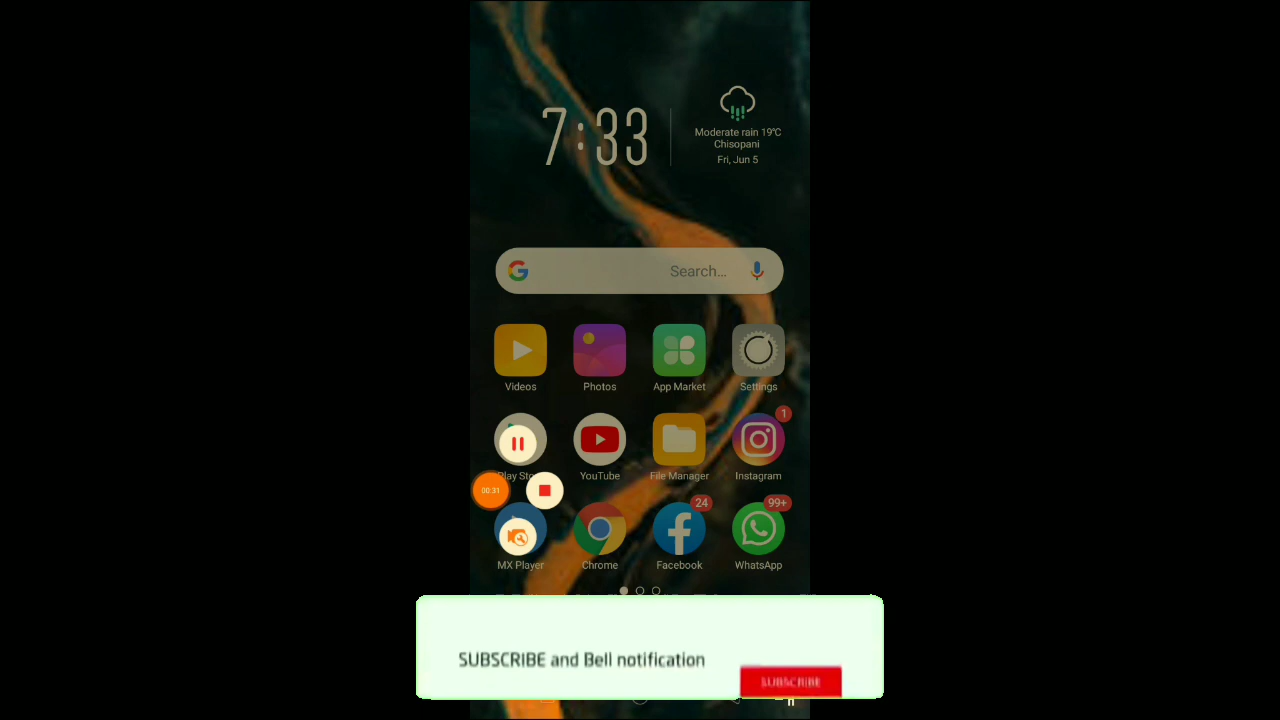 7:33
Moderate rain 19°C
Chisopani
Fri, Jun 5
Search...
Videos
Photos
App Market
Settings
1
Play Sto
YouTube
File Manager
Instagram
00:31
24
99+
MX Player
Chrome
Facebook
WhatsApp
SUBSCRIBE and Bell notification
SUBSCRIBE